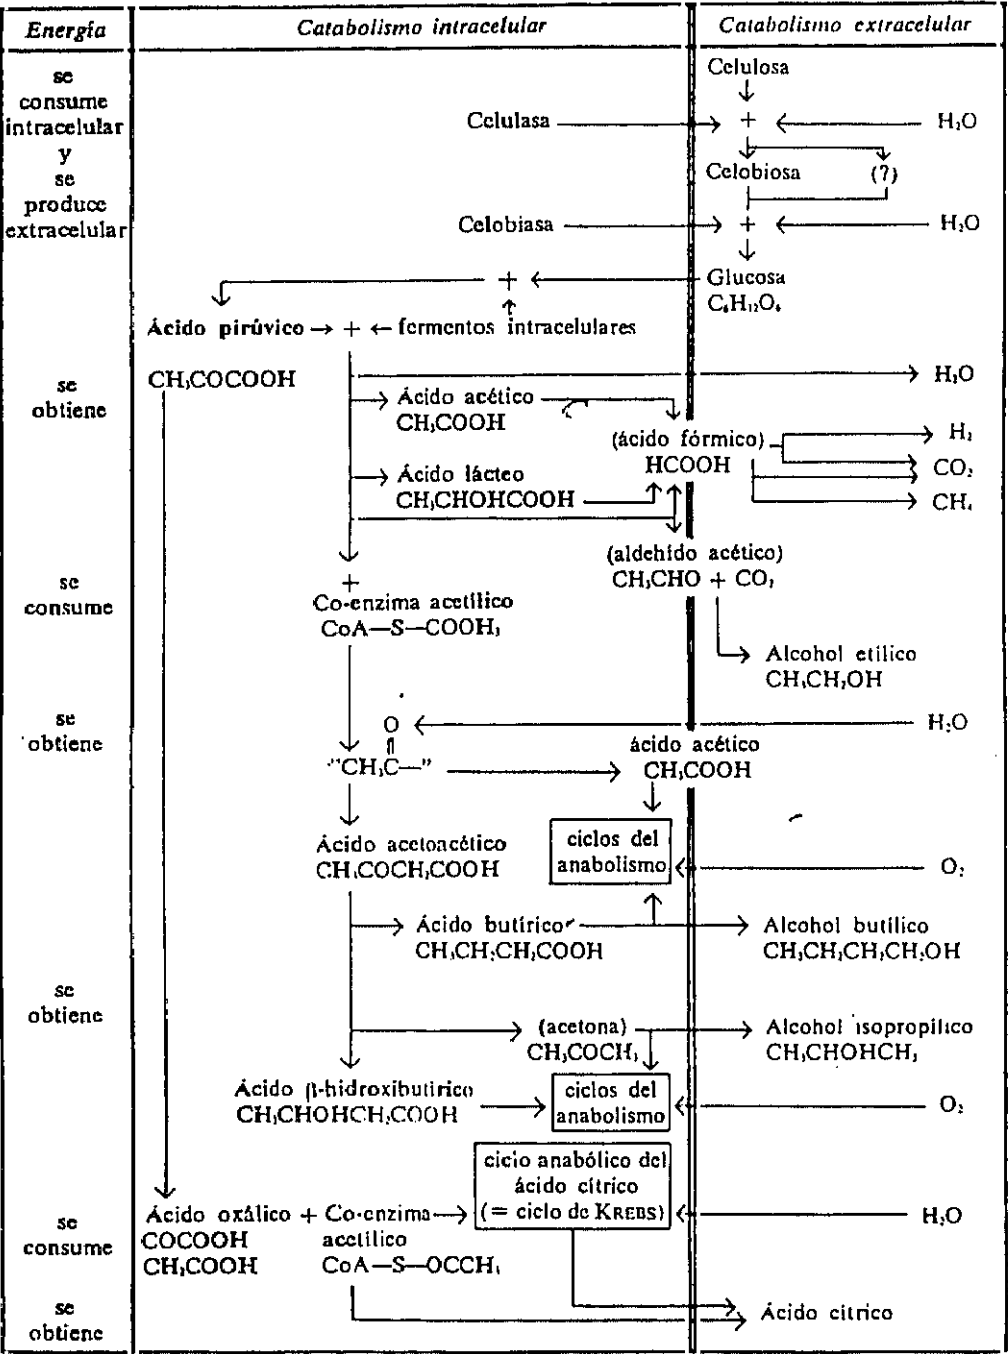 Energía
Catabolismo intracelular
Catabolismo extracelular
se
consume
intracelular
y
se
produce
extracelular
Celulosa
Celulasa
+
H₂O
Celobiosa
(?)
Celobiasa
+
H₂O
+
Glucosa
C₆H₁₂O₆
Ácido pirúvico → + ← fermentos intracelulares
CH₃COCOOH
se
obtiene
H₂O
Ácido acético
CH₃COOH
(ácido fórmico)
HCOOH
H₂
CO₂
CH₄
Ácido lácteo
CH₃CHOHCOOH
(aldehído acético)
CH₃CHO + CO₂
se
consume
+
Co-enzima acetílico
CoA—S—COOH₃
Alcohol etílico
CH₃CH₂OH
se
obtiene
O
H₂O
"CH₃C—"
ácido acético
CH₃COOH
Ácido acetoacético
CH₃COCH₂COOH
ciclos del
anabolismo
O₂
Ácido butírico
CH₃CH₂CH₂COOH
Alcohol butílico
CH₃CH₂CH₂CH₂OH
se
obtiene
(acetona)
CH₃COCH₃
Alcohol isopropílico
CH₃CHOHCH₃
Ácido β-hidroxibutírico
CH₃CHOHCH₂COOH
ciclos del
anabolismo
O₂
ciclo anabólico del
ácido cítrico
(= ciclo de KREBS)
H₂O
se
consume
Ácido oxálico + Co-enzima
acetílico
COCOOH
CH₂COOH
CoA—S—OCCH₃
se
obtiene
Ácido cítrico